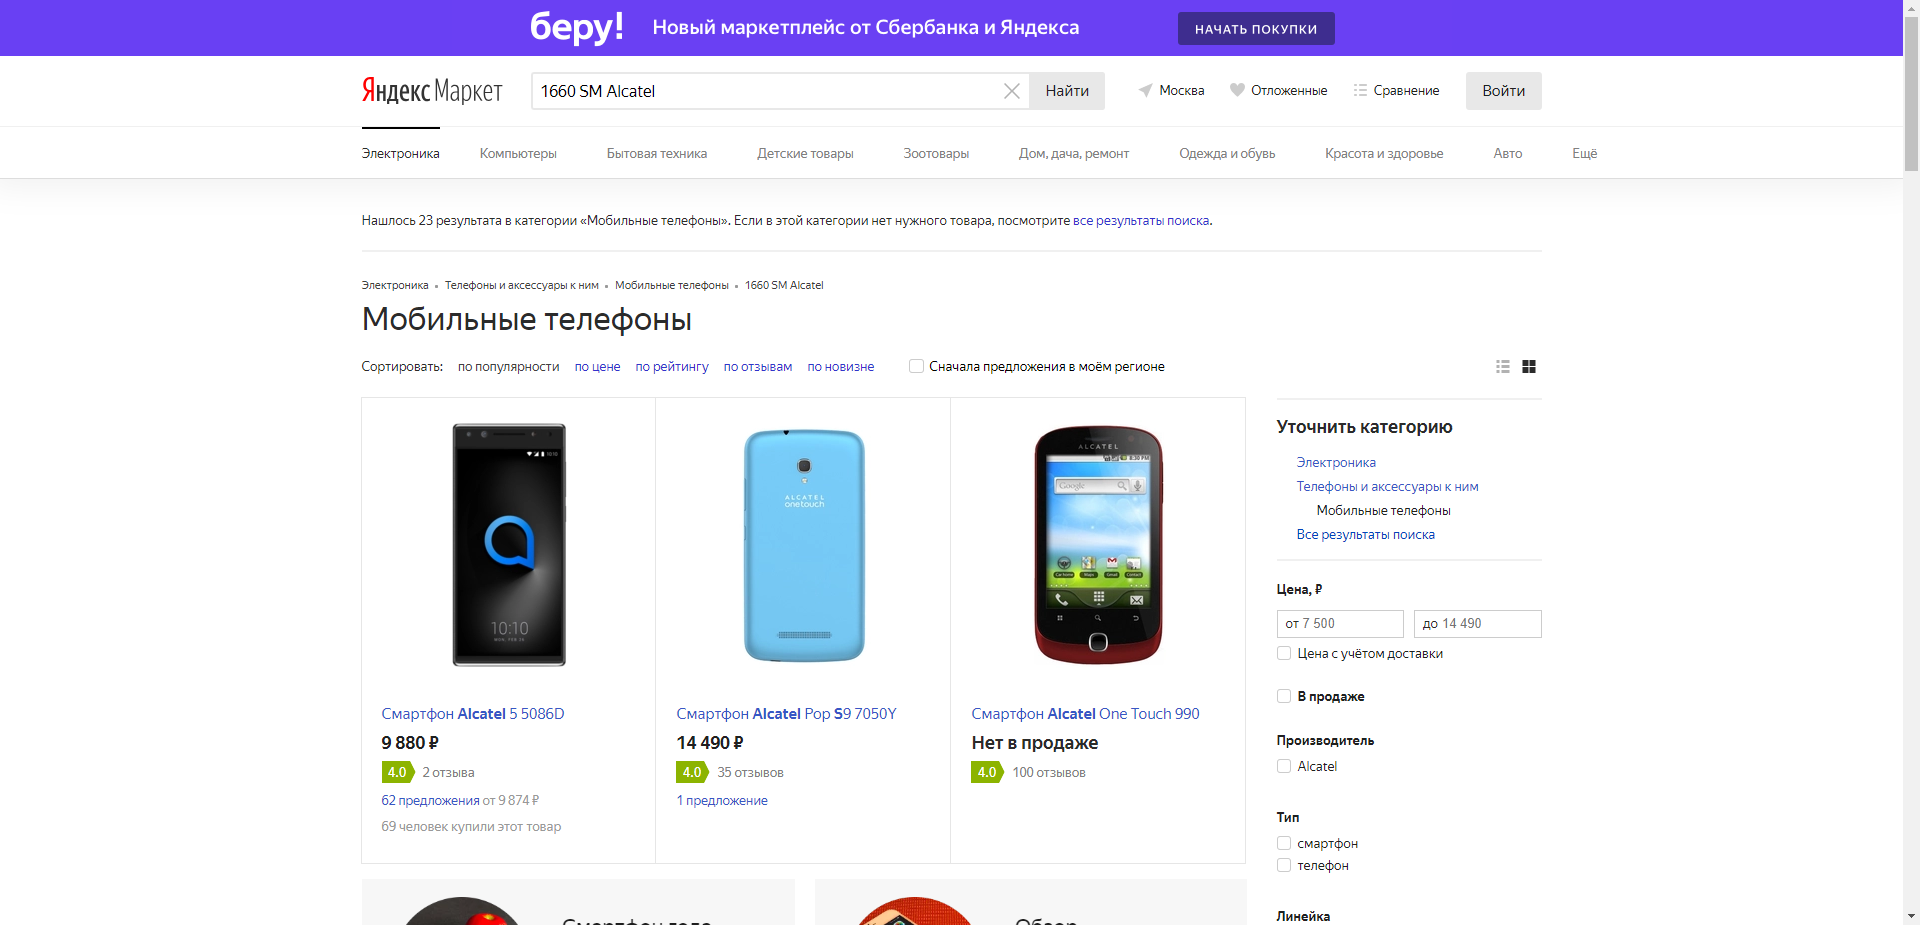 беру! Новый маркетплейс от Сбербанка и Яндекса НАЧАТЬ ПОКУПКИ
Яндекс Маркет 1660 SM Alcatel Найти Москва Отложенные Сравнение Войти
Электроника Компьютеры Бытовая техника Детские товары Зоотовары Дом, дача, ремонт Одежда и обувь Красота и здоровье Авто Ещё
Нашлось 23 результата в категории «Мобильные телефоны». Если в этой категории нет нужного товара, посмотрите все результаты поиска.
Электроника Телефоны и аксессуары к ним Мобильные телефоны 1660 SM Alcatel
Мобильные телефоны
Сортировать: по популярности по цене по рейтингу по отзывам по новизне Сначала предложения в моём регионе
10:10
ALCATEL
onetouch
ALCATEL
Google
10:10
Смартфон Alcatel 5 5086D
9 880 ₽
4.0 2 отзыва
62 предложения от 9 874 ₽
69 человек купили этот товар
Смартфон Alcatel Pop S9 7050Y
14 490 ₽
4.0 35 отзывов
1 предложение
Смартфон Alcatel One Touch 990
Нет в продаже
4.0 100 отзывов
Уточнить категорию
Электроника
Телефоны и аксессуары к ним
Мобильные телефоны
Все результаты поиска
Цена, ₽
от 7 500 до 14 490
Цена с учётом доставки
В продаже
Производитель
Alcatel
Тип
смартфон
телефон
Линейка